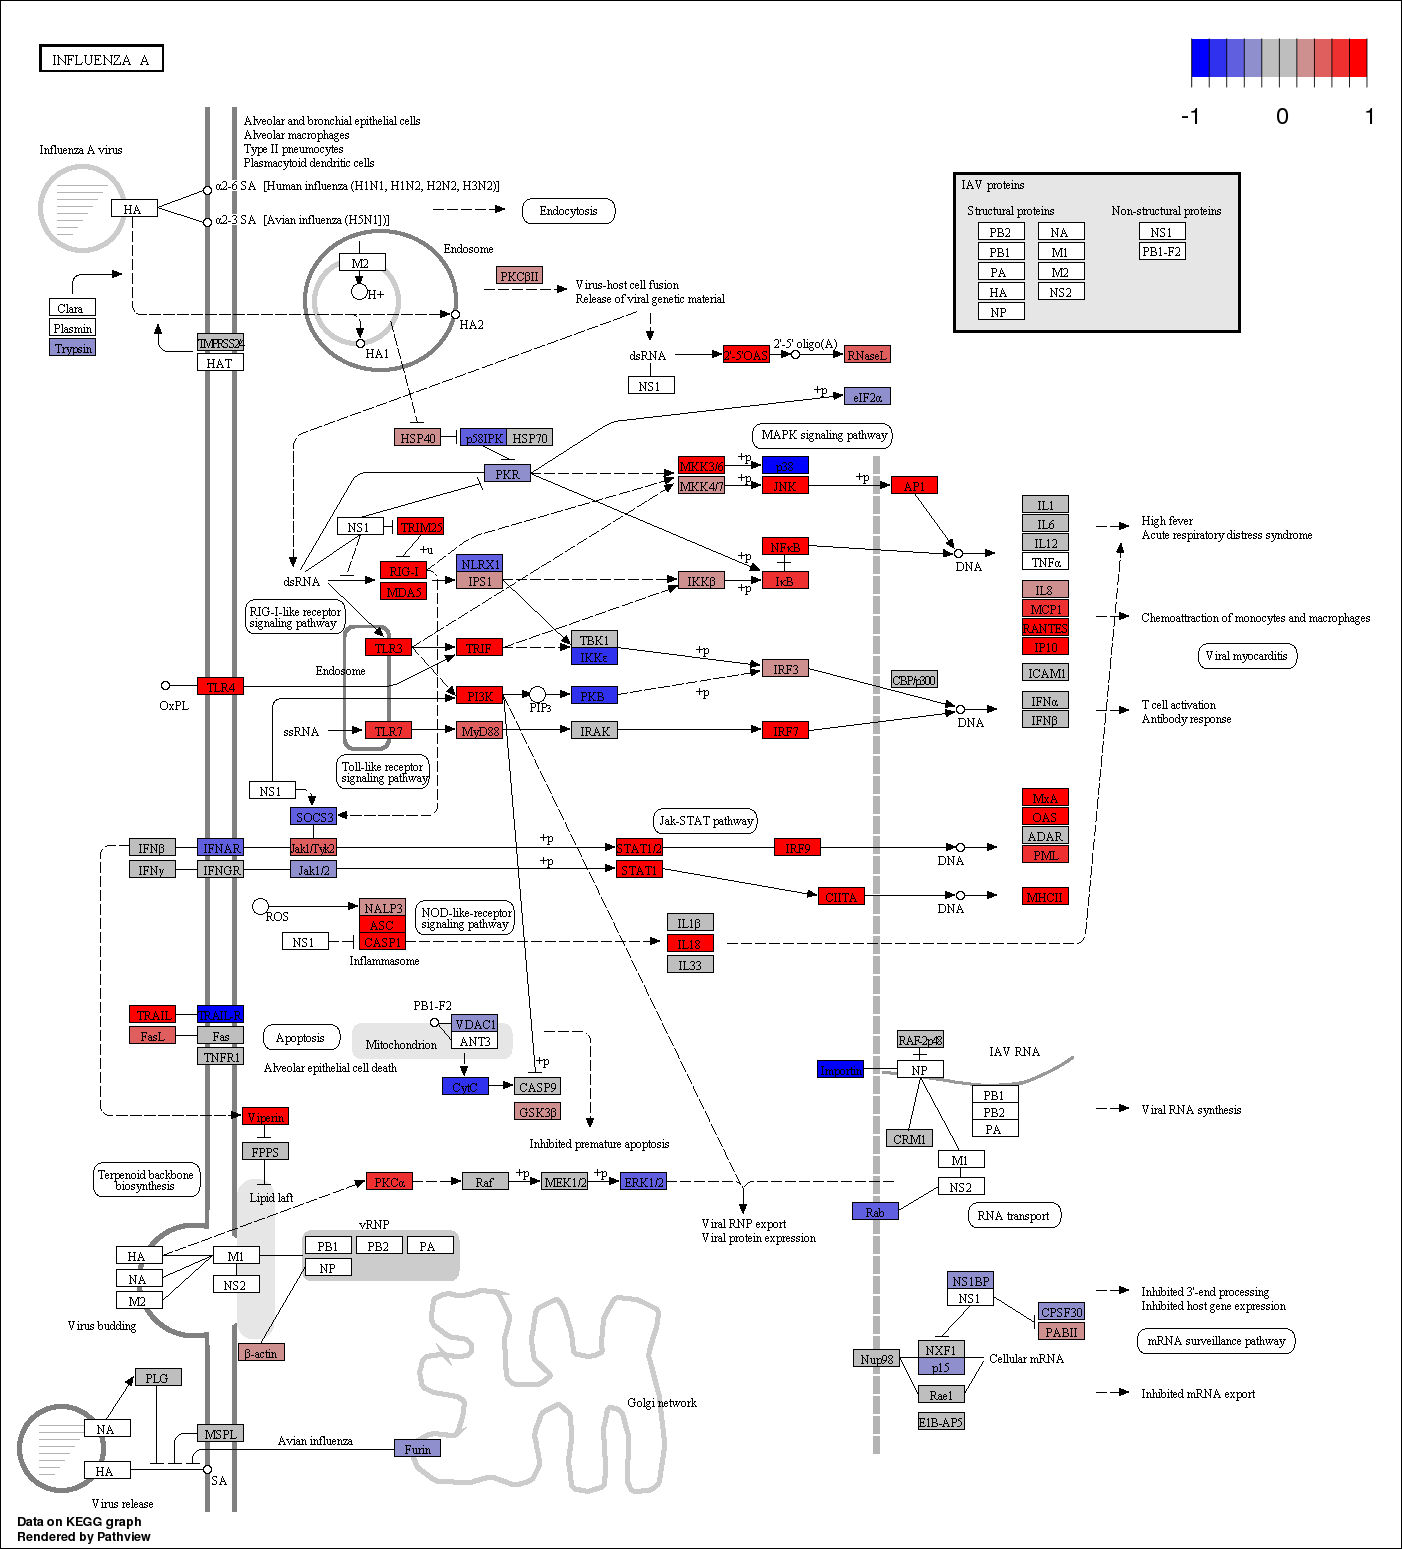 INFLUENZA A
-1 0 1
Alveolar and bronchial epithelial cells
Alveolar macrophages
Type II pneumocytes
Plasmacytoid dendritic cells
Influenza A virus
HA
α2-6 SA [Human influenza (H1N1, H1N2, H2N2, H3N2)]
α2-3 SA [Avian influenza (H5N1])]
Endocytosis
IAV proteins
Structural proteins
Non-structural proteins
PB2
NA
NS1
PB1
M1
PB1-F2
PA
M2
HA
NS2
NP
Endosome
M2
H+
HA1
HA2
PKCβII
Virus-host cell fusion
Release of viral genetic material
Clara
Plasmin
Trypsin
TMPRSS2/4
HAT
dsRNA
NS1
2'-5'OAS
2'-5' oligo(A)
RNaseL
+p
eIF2α
HSP40
p58IPK
HSP70
MAPK signaling pathway
PKR
MKK3/6
+p
p38
MKK4/7
+p
JNK
+p
AP1
NS1
TRIM25
+u
RIG-I
MDA5
dsRNA
NLRX1
IPS1
IKKβ
+p
+p
NFκB
IκB
DNA
IL1
IL6
IL12
TNFα
IL8
MCP1
RANTES
IP10
ICAM1
IFNα
IFNβ
High fever
Acute respiratory distress syndrome
Chemoattraction of monocytes and macrophages
Viral myocarditis
T cell activation
Antibody response
RIG-I-like receptor
signaling pathway
TLR3
TRIF
TBK1
IKKε
+p
IRF3
CBP/p300
Endosome
TLR4
OxPL
PI3K
PIP3
PKB
+p
DNA
ssRNA
TLR7
MyD88
IRAK
IRF7
Toll-like receptor
signaling pathway
NS1
SOCS3
Jak-STAT pathway
IFNβ
IFNAR
Jak1/Tyk2
+p
STAT1/2
IRF9
DNA
IFNγ
IFNGR
Jak1/2
+p
STAT1
CIITA
DNA
MxA
OAS
ADAR
PML
MHCII
ROS
NALP3
ASC
CASP1
NS1
Inflammasome
NOD-like-receptor
signaling pathway
IL1β
IL18
IL33
TRAIL
TRAILR
FasL
Fas
TNFR1
Apoptosis
Alveolar epithelial cell death
PB1-F2
VDAC1
ANT3
Mitochondrion
CytC
CASP9
+p
GSK3β
Inhibited premature apoptosis
RAF-2p48
IAV RNA
Importin
NP
PB1
PB2
PA
Viral RNA synthesis
CRM1
M1
NS2
Rab
RNA transport
Viperin
FPPS
Terpenoid backbone
biosynthesis
Lipid laft
PKCα
Raf
+p
MEK1/2
+p
ERK1/2
Viral RNP export
Viral protein expression
vRNP
PB1
PB2
PA
NP
HA
NA
M2
M1
NS2
Virus budding
β-actin
NS1BP
NS1
CPSF30
PABII
Inhibited 3'-end processing
Inhibited host gene expression
mRNA surveillance pathway
Nup98
NXF1
p15
Cellular mRNA
Rae1
E1B-AP5
Inhibited mRNA export
Golgi network
PLG
NA
HA
MSPL
Avian influenza
Furin
SA
Virus release
Data on KEGG graph
Rendered by Pathview